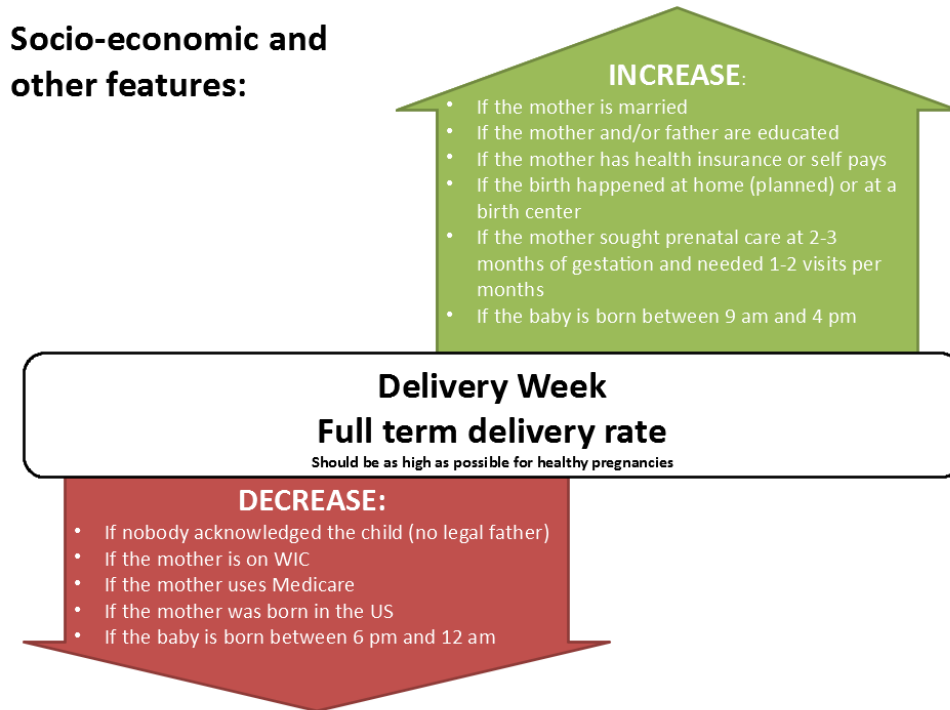 Socio-economic and
other features:
INCREASE:
• If the mother is married
• If the mother and/or father are educated
• If the mother has health insurance or self pays
• If the birth happened at home (planned) or at a
birth center
• If the mother sought prenatal care at 2-3
months of gestation and needed 1-2 visits per
months
• If the baby is born between 9 am and 4 pm
Delivery Week
Full term delivery rate
Should be as high as possible for healthy pregnancies
DECREASE:
• If nobody acknowledged the child (no legal father)
• If the mother is on WIC
• If the mother uses Medicare
• If the mother was born in the US
• If the baby is born between 6 pm and 12 am